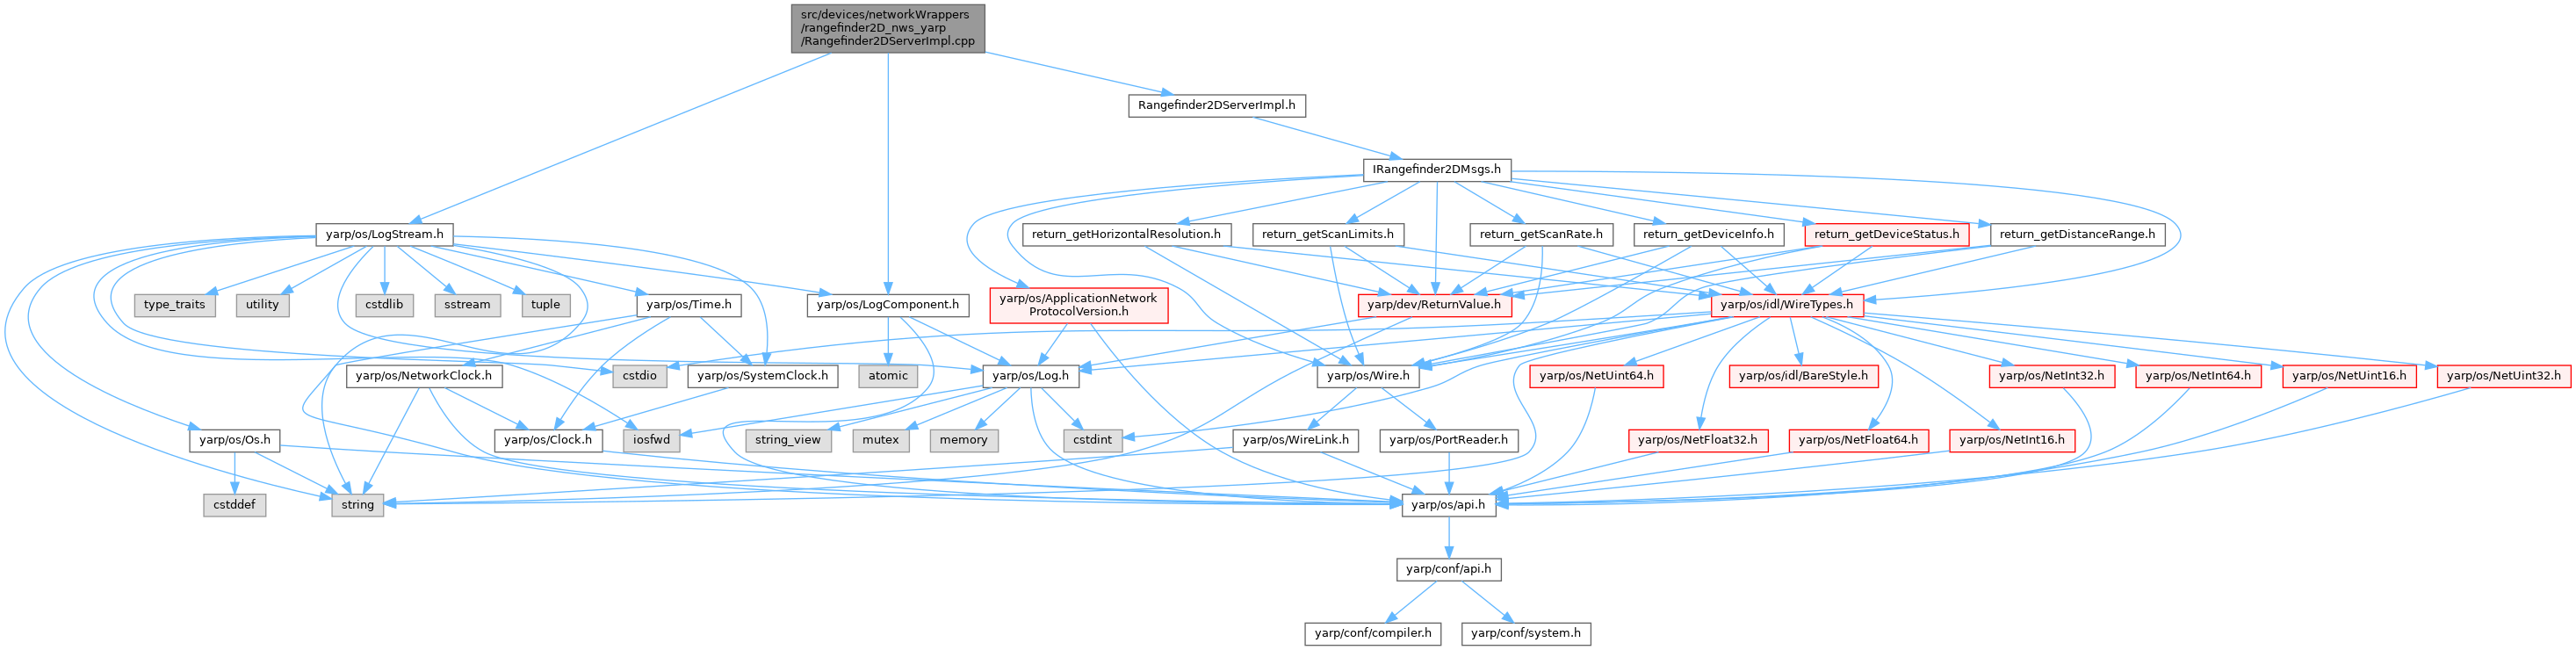 src/devices/networkWrappers
/rangefinder2D_nws_yarp
/Rangefinder2DServerImpl.cpp
Rangefinder2DServerImpl.h
IRangefinder2DMsgs.h
yarp/os/LogStream.h
return_getHorizontalResolution.h
return_getScanLimits.h
return_getScanRate.h
return_getDeviceInfo.h
return_getDeviceStatus.h
return_getDistanceRange.h
type_traits
utility
cstdlib
sstream
tuple
yarp/os/Time.h
yarp/os/LogComponent.h
yarp/os/ApplicationNetwork
ProtocolVersion.h
yarp/dev/ReturnValue.h
yarp/os/idl/WireTypes.h
yarp/os/NetworkClock.h
cstdio
yarp/os/SystemClock.h
atomic
yarp/os/Log.h
yarp/os/Wire.h
yarp/os/NetUint64.h
yarp/os/idl/BareStyle.h
yarp/os/NetInt32.h
yarp/os/NetInt64.h
yarp/os/NetUint16.h
yarp/os/NetUint32.h
yarp/os/Os.h
yarp/os/Clock.h
iosfwd
string_view
mutex
memory
cstdint
yarp/os/WireLink.h
yarp/os/PortReader.h
yarp/os/NetFloat32.h
yarp/os/NetFloat64.h
yarp/os/NetInt16.h
cstddef
string
yarp/os/api.h
yarp/conf/api.h
yarp/conf/compiler.h
yarp/conf/system.h